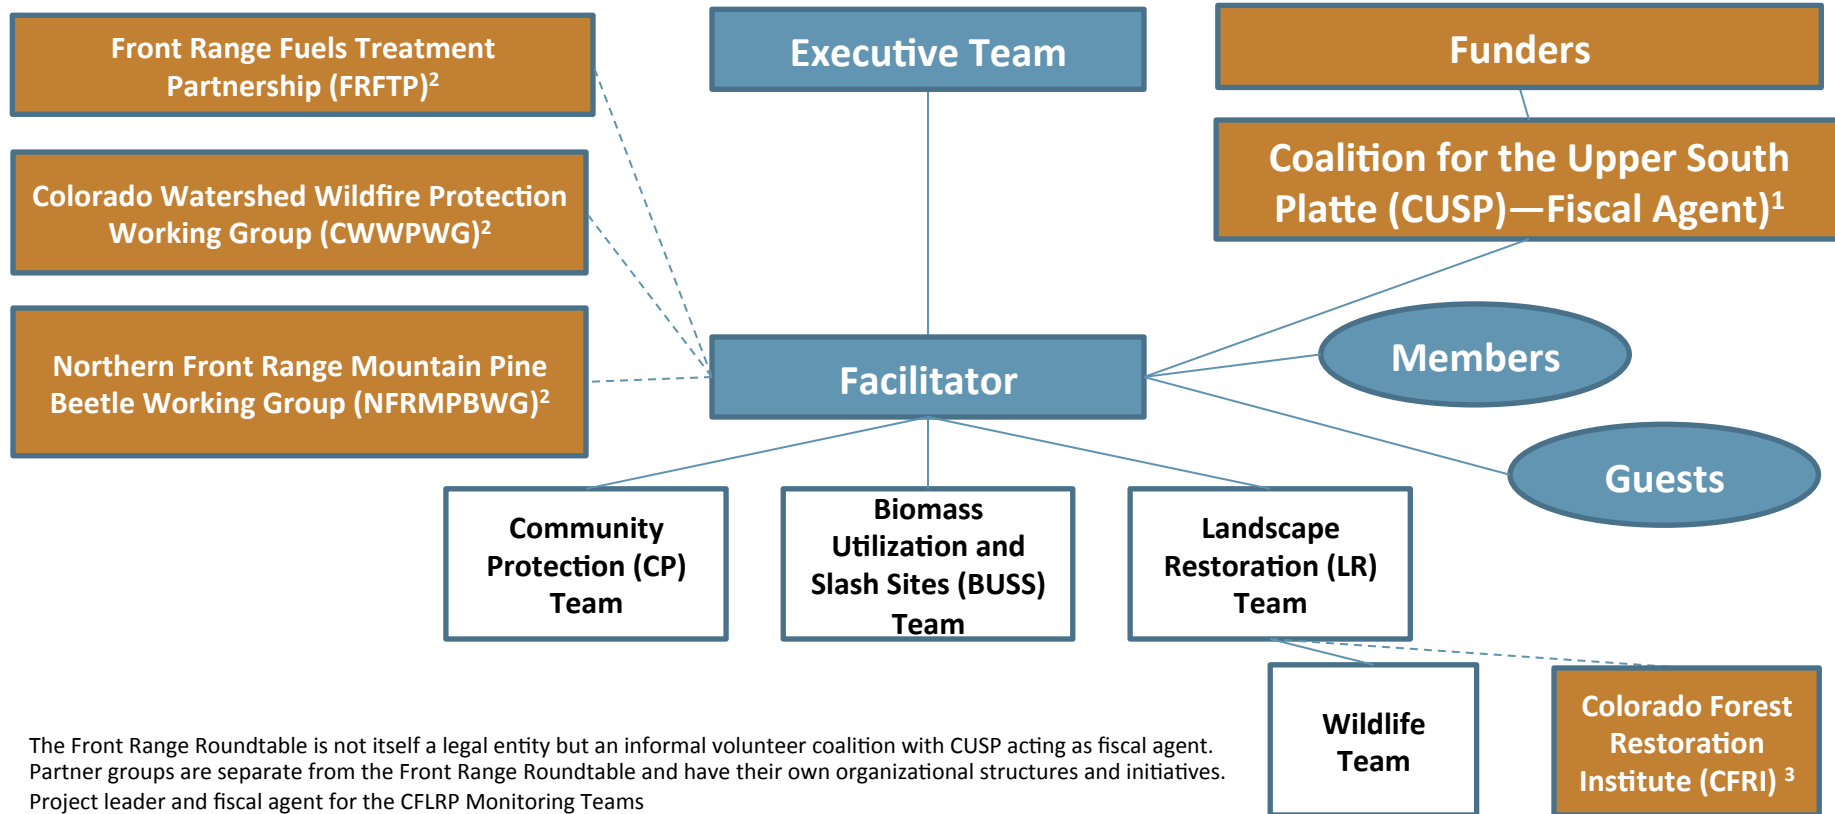 Front Range Fuels Treatment
Partnership (FRFTP)²
Executive Team
Funders
Colorado Watershed Wildfire Protection
Working Group (CWWPWG)²
Coalition for the Upper South
Platte (CUSP)—Fiscal Agent)¹
Northern Front Range Mountain Pine
Beetle Working Group (NFRMPBWG)²
Facilitator
Members
Guests
Community
Protection (CP)
Team
Biomass
Utilization and
Slash Sites (BUSS)
Team
Landscape
Restoration (LR)
Team
Wildlife
Team
Colorado Forest
Restoration
Institute (CFRI) ³
The Front Range Roundtable is not itself a legal entity but an informal volunteer coalition with CUSP acting as fiscal agent.
Partner groups are separate from the Front Range Roundtable and have their own organizational structures and initiatives.
Project leader and fiscal agent for the CFLRP Monitoring Teams